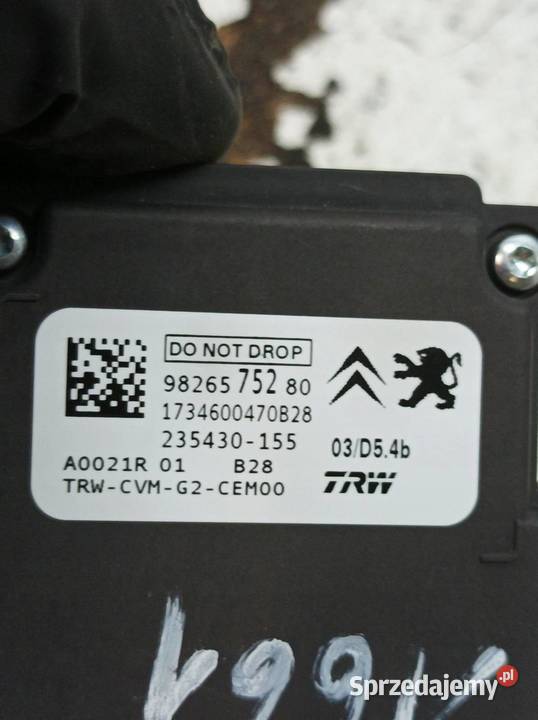 DO NOT DROP
98265 752 80
1734600470B28
235430-155
03/D5.4b
A0021R 01 B28
TRW-CVM-G2-CEM00
TRW
Sprzedajemy.pl